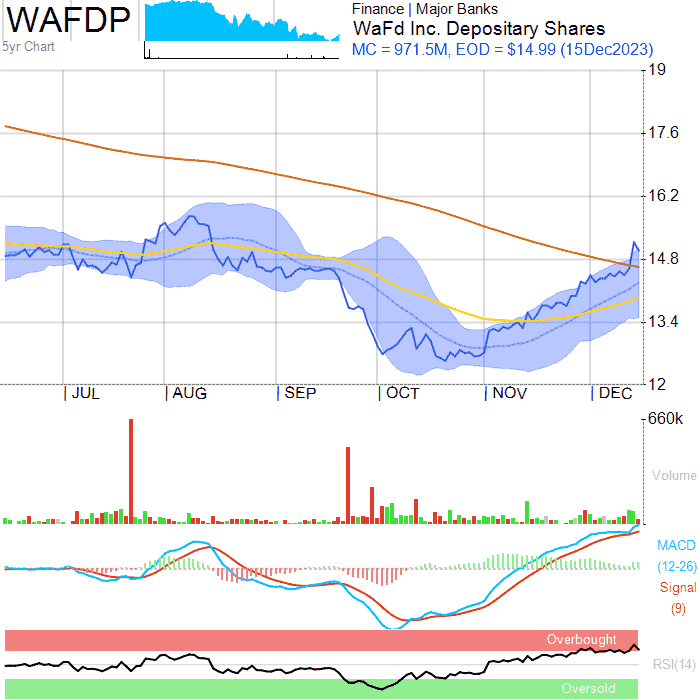 WAFDP
5yr Chart
Finance | Major Banks
WaFd Inc. Depositary Shares
MC = 971.5M, EOD = $14.99 (15Dec2023)
19
17.6
16.2
14.8
13.4
12
JUL AUG SEP OCT NOV DEC
660k
Volume
MACD
(12-26)
Signal
(9)
Overbought
RSI(14)
Oversold